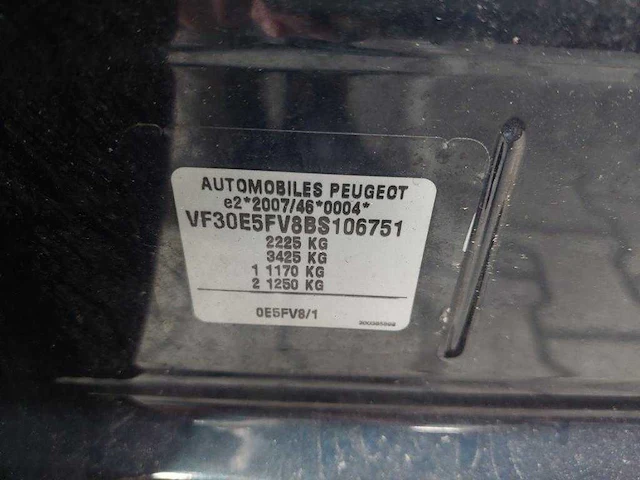 AUTOMOBILES PEUGEOT
e2*2007/46*0004*
VF30E5FV8BS106751
2225 KG
3425 KG
1 1170 KG
2 1250 KG
0E5FV8/1